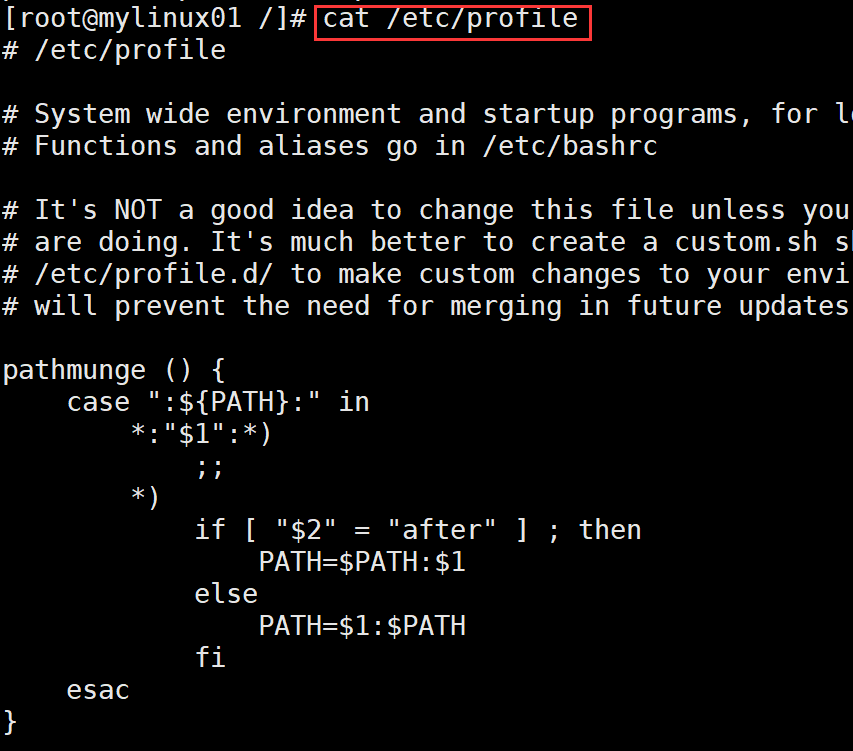 [root@mylinux01 /]# cat /etc/profile
# /etc/profile

# System wide environment and startup programs, for
# Functions and aliases go in /etc/bashrc

# It's NOT a good idea to change this file unless you
# are doing. It's much better to create a custom.sh
# /etc/profile.d/ to make custom changes to your
# will prevent the need for merging in future updates

pathmunge () {
    case ":${PATH}:" in
        *:"$1":*)
            ;;
        *)
            if [ "$2" = "after" ] ; then
                PATH=$PATH:$1
            else
                PATH=$1:$PATH
            fi
    esac
}